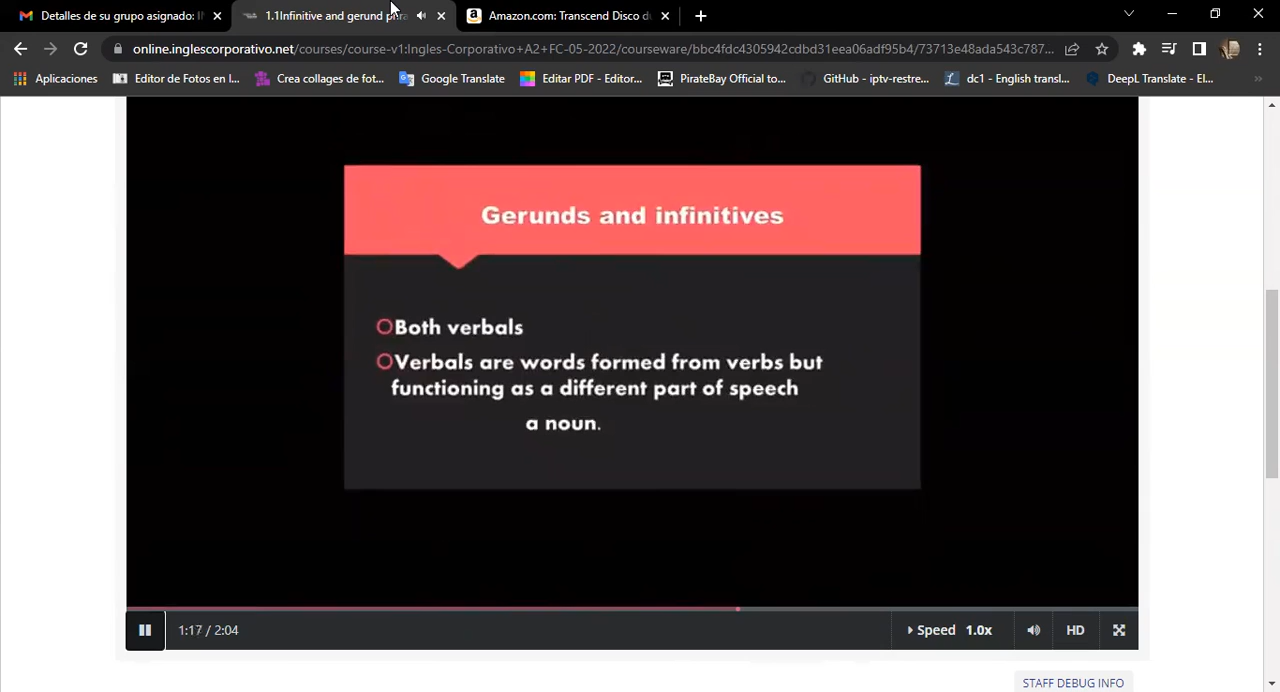 Detalles de su grupo asignado: I
1.1Infinitive and gerund phra
Amazon.com: Transcend Disco d
online.inglescorporativo.net/courses/course-v1:Ingles-Corporativo+A2+FC-05-2022/courseware/bbc4fdc4305942cdbd31eea06adf95b4/73713e48ada543c787...
Aplicaciones
Editor de Fotos en l...
Crea collages de fot...
Google Translate
Editar PDF - Editor...
PirateBay Official to...
GitHub - iptv-restre...
dc1 - English transl...
DeepL Translate - El...
Gerunds and infinitives
Both verbals
Verbals are words formed from verbs but
functioning as a different part of speech
a noun.
1:17 / 2:04
Speed 1.0x
HD
STAFF DEBUG INFO